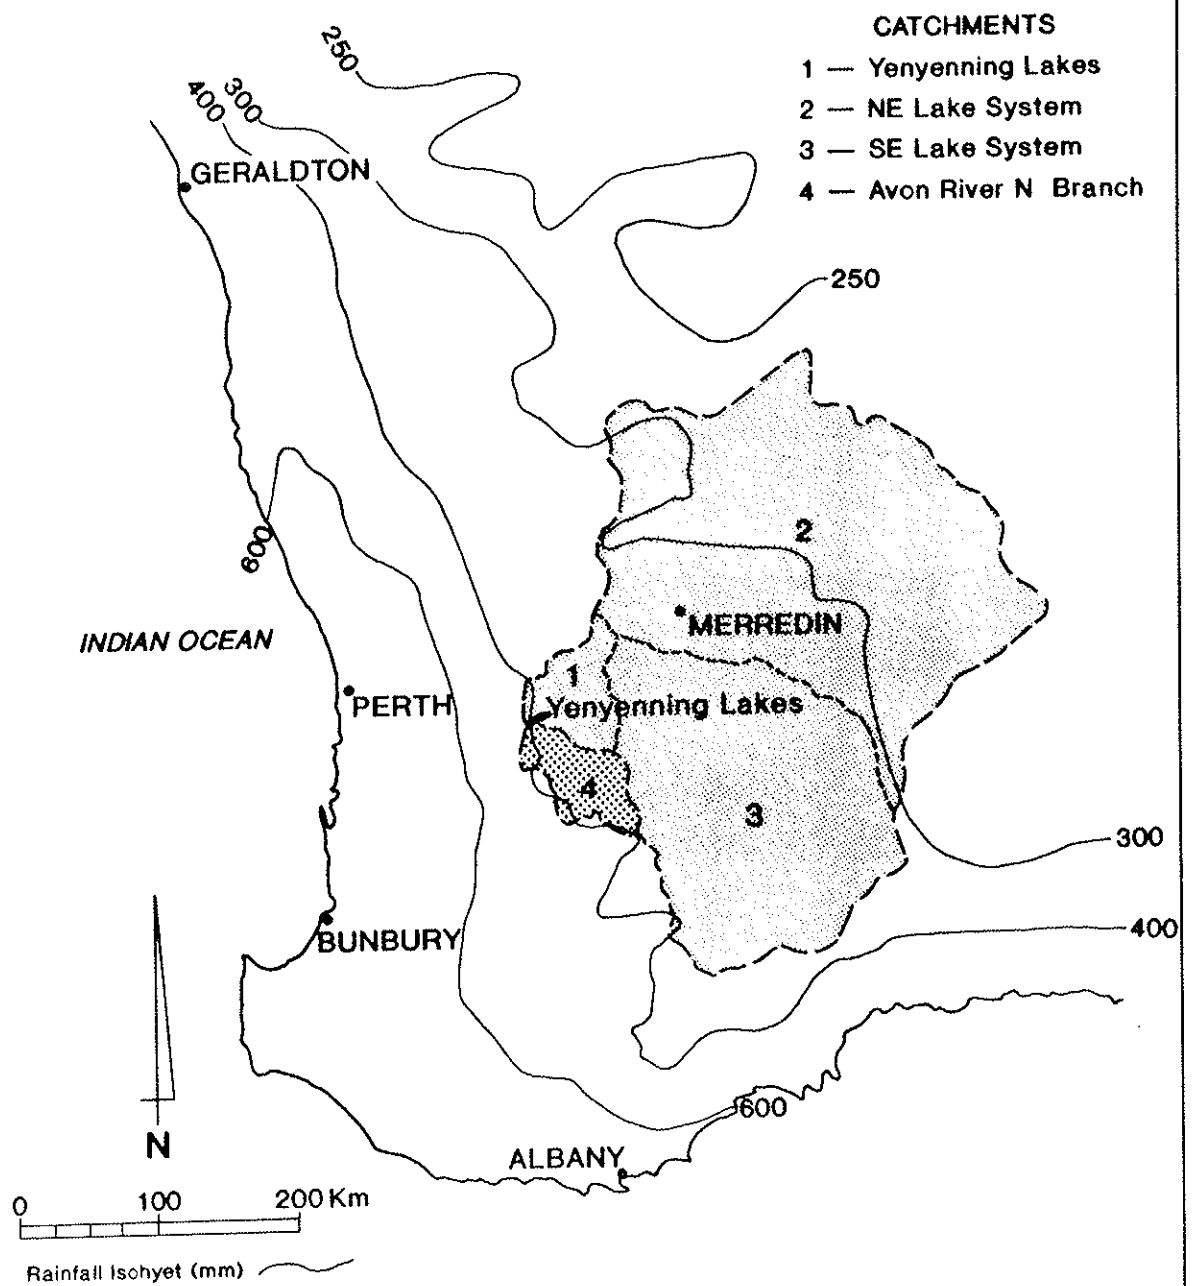 CATCHMENTS
1 — Yenyenning Lakes
2 — NE Lake System
3 — SE Lake System
4 — Avon River N Branch
250
300
400
GERALDTON
250
2
600
MERREDIN
INDIAN OCEAN
1
PERTH
Yenyenning Lakes
4
3
300
400
BUNBURY
600
N
ALBANY
0 100 200 Km
Rainfall Isohyet (mm)